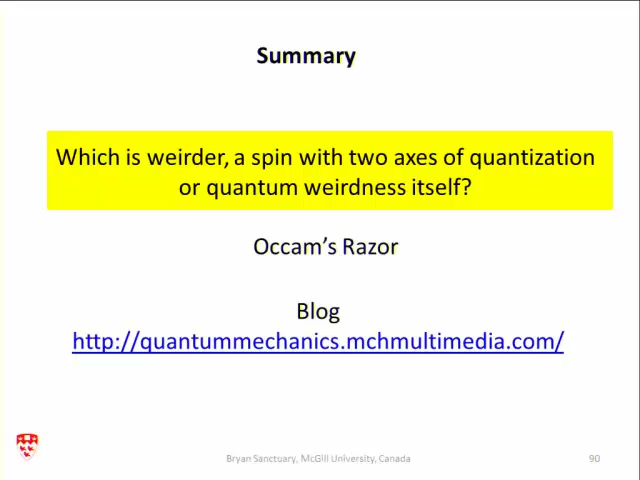 Summary
Which is weirder, a spin with two axes of quantization
or quantum weirdness itself?
Occam's Razor
Blog
http://quantummechanics.mchmultimedia.com/
Bryan Sanctuary, McGill University, Canada
90